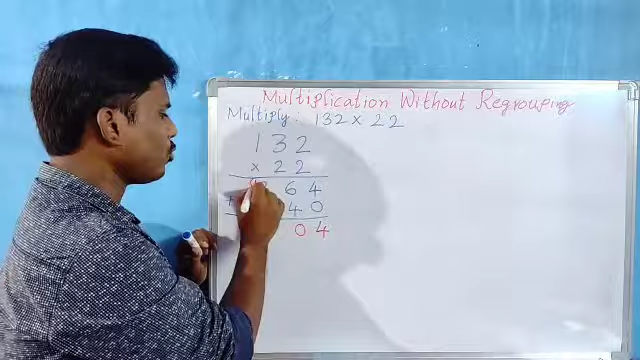 Multiplication Without Regrouping
Multiply: 132 x 22
132
x 22
64
+ 40
04